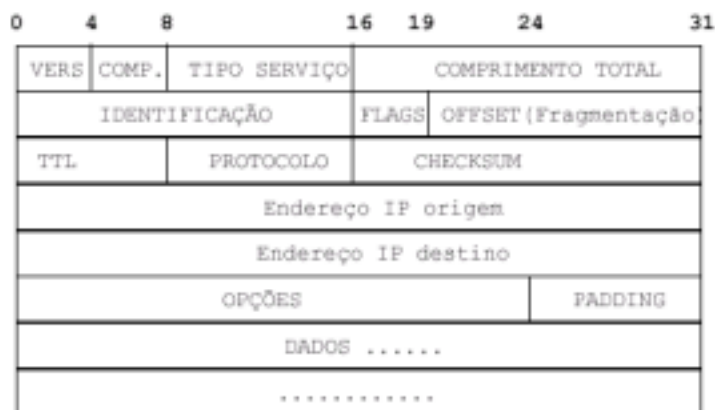 0 4 8 16 19 24 31
VERS COMP. TIPO SERVIÇO COMPRIMENTO TOTAL
IDENTIFICAÇÃO FLAGS OFFSET(Fragmentação)
TTL PROTOCOLO CHECKSUM
Endereço IP origem
Endereço IP destino
OPÇÕES PADDING
DADOS ......
............